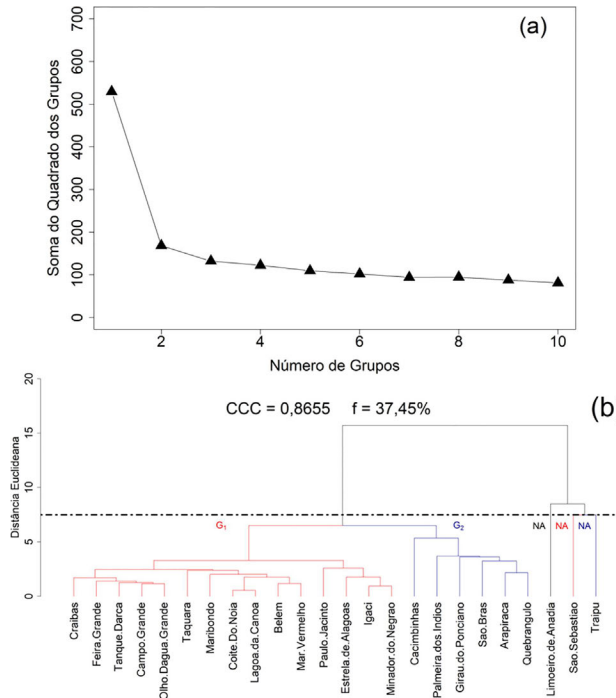 (a)
Soma do Quadrado dos Grupos
700
600
500
400
300
200
100
0
2
4
6
8
10
Número de Grupos
(b
CCC = 0,8655 f = 37,45%
Distância Euclideana
20
15
10
5
0
G1
G2
NA
NA
NA
Craibas
Feira.Grande
Tanque.Darca
Campo.Grande
Olho.Dagua.Grande
Taquara
Maribondo
Coite.Do.Noia
Lagoa.da.Canoa
Belem
Mar.Vermelho
Paulo.Jacinto
Estrela.de.Alagoas
Igaci
Minador.do.Negrao
Cacimbinhas
Palmeira.dos.Indios
Girau.do.Ponciano
Sao.Bras
Arapiraca
Quebrangulo
Limoeiro.de.Anadia
Sao.Sebastiao
Traipu